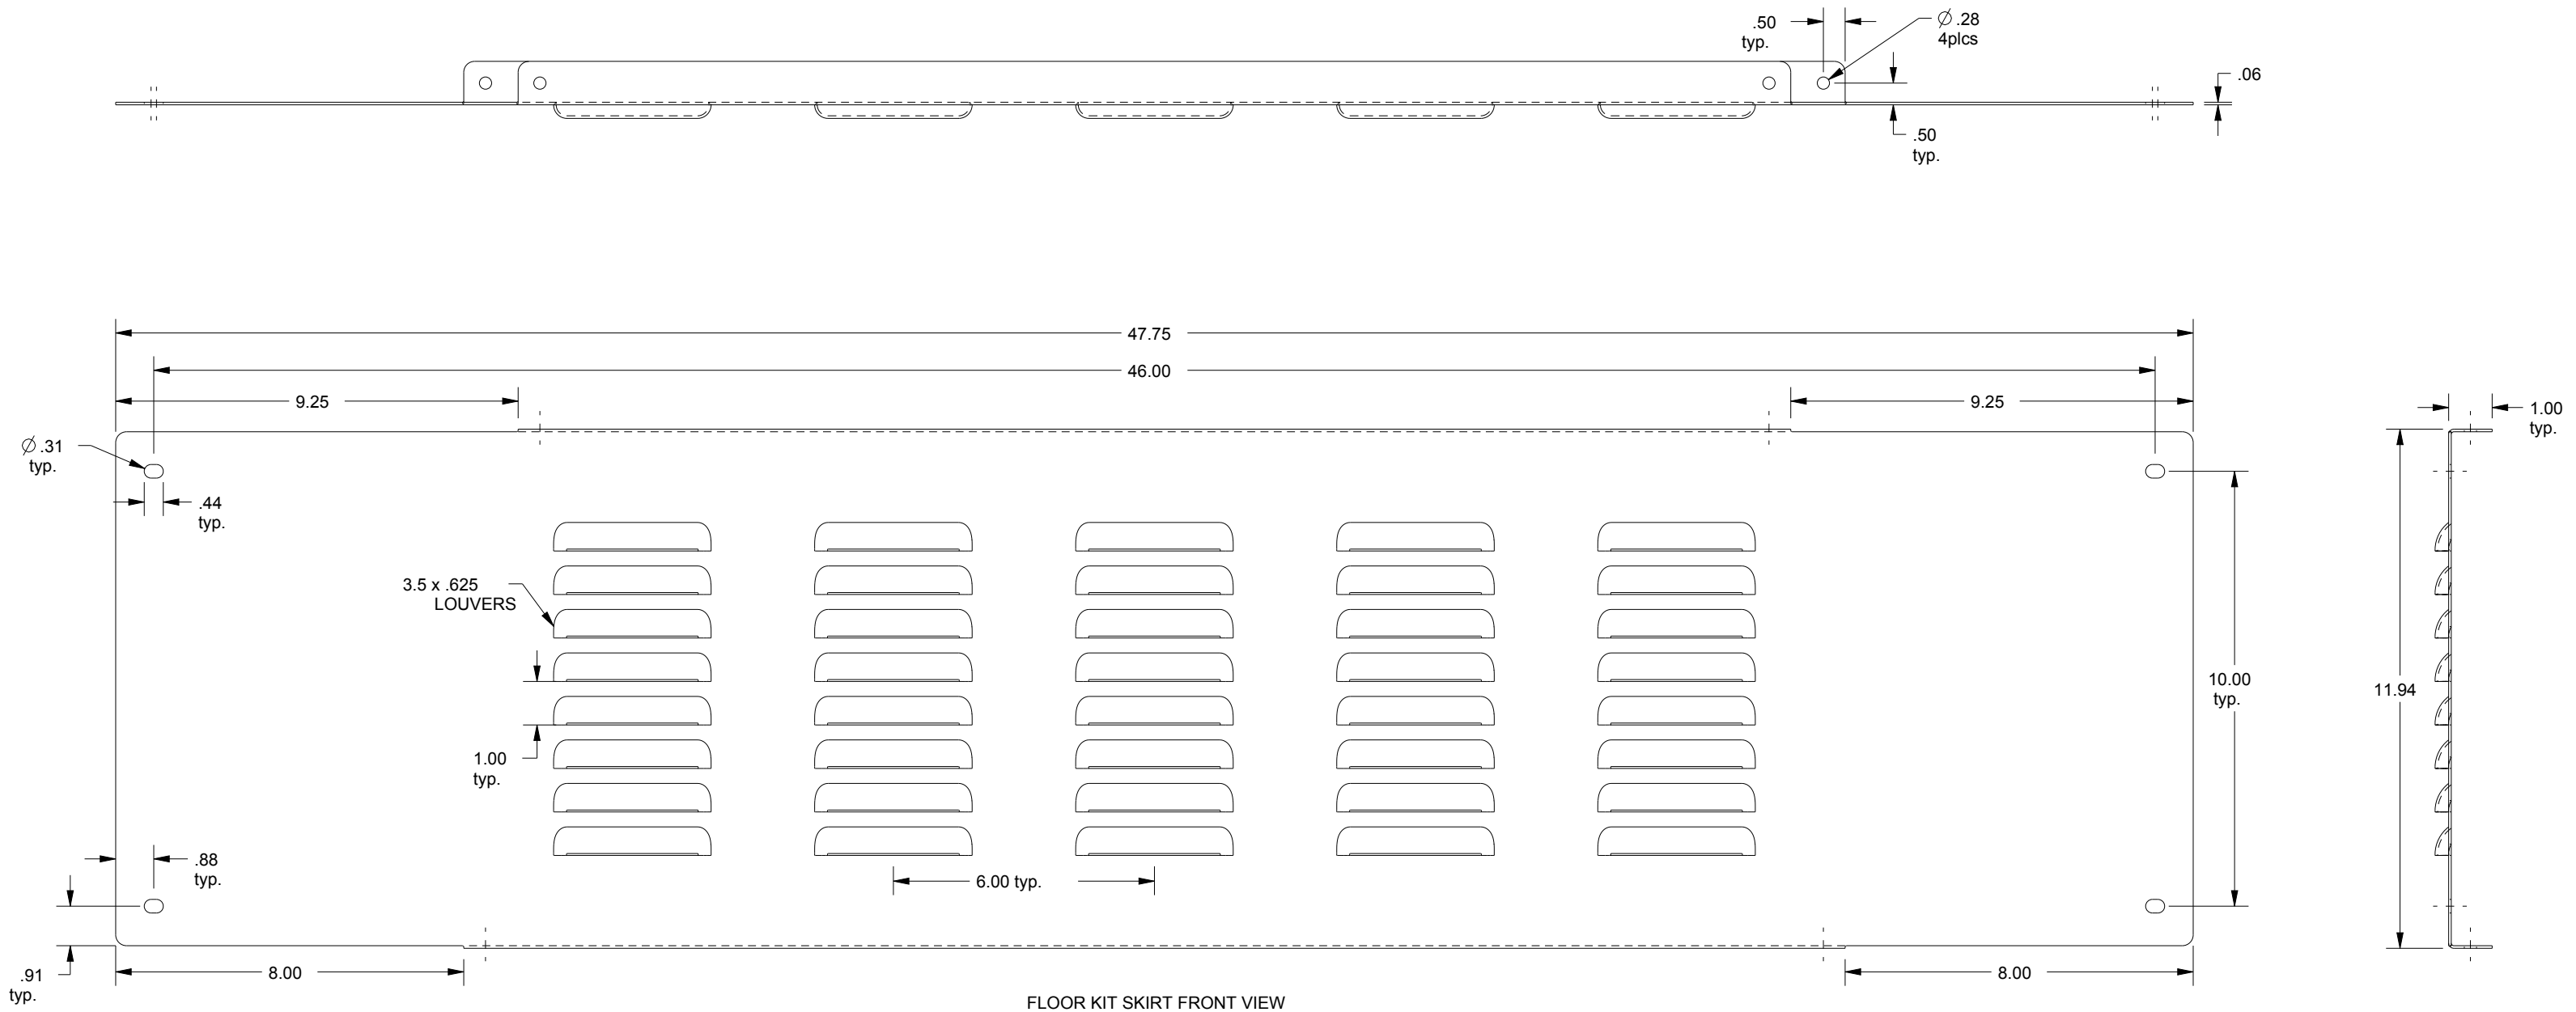 .50
typ.
Ø .28
4plcs
.06
.50
typ.
47.75
46.00
9.25
9.25
1.00
typ.
Ø .31
typ.
.44
typ.
3.5 x .625
LOUVERS
10.00
typ.
11.94
1.00
typ.
.88
typ.
6.00 typ.
.91
typ.
8.00
8.00
FLOOR KIT SKIRT FRONT VIEW